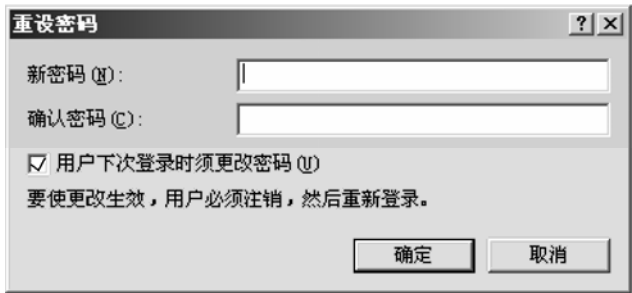 重设密码
新密码(N):
确认密码(C):
用户下次登录时须更改密码(U)
要使更改生效，用户必须注销，然后重新登录。
确定 取消